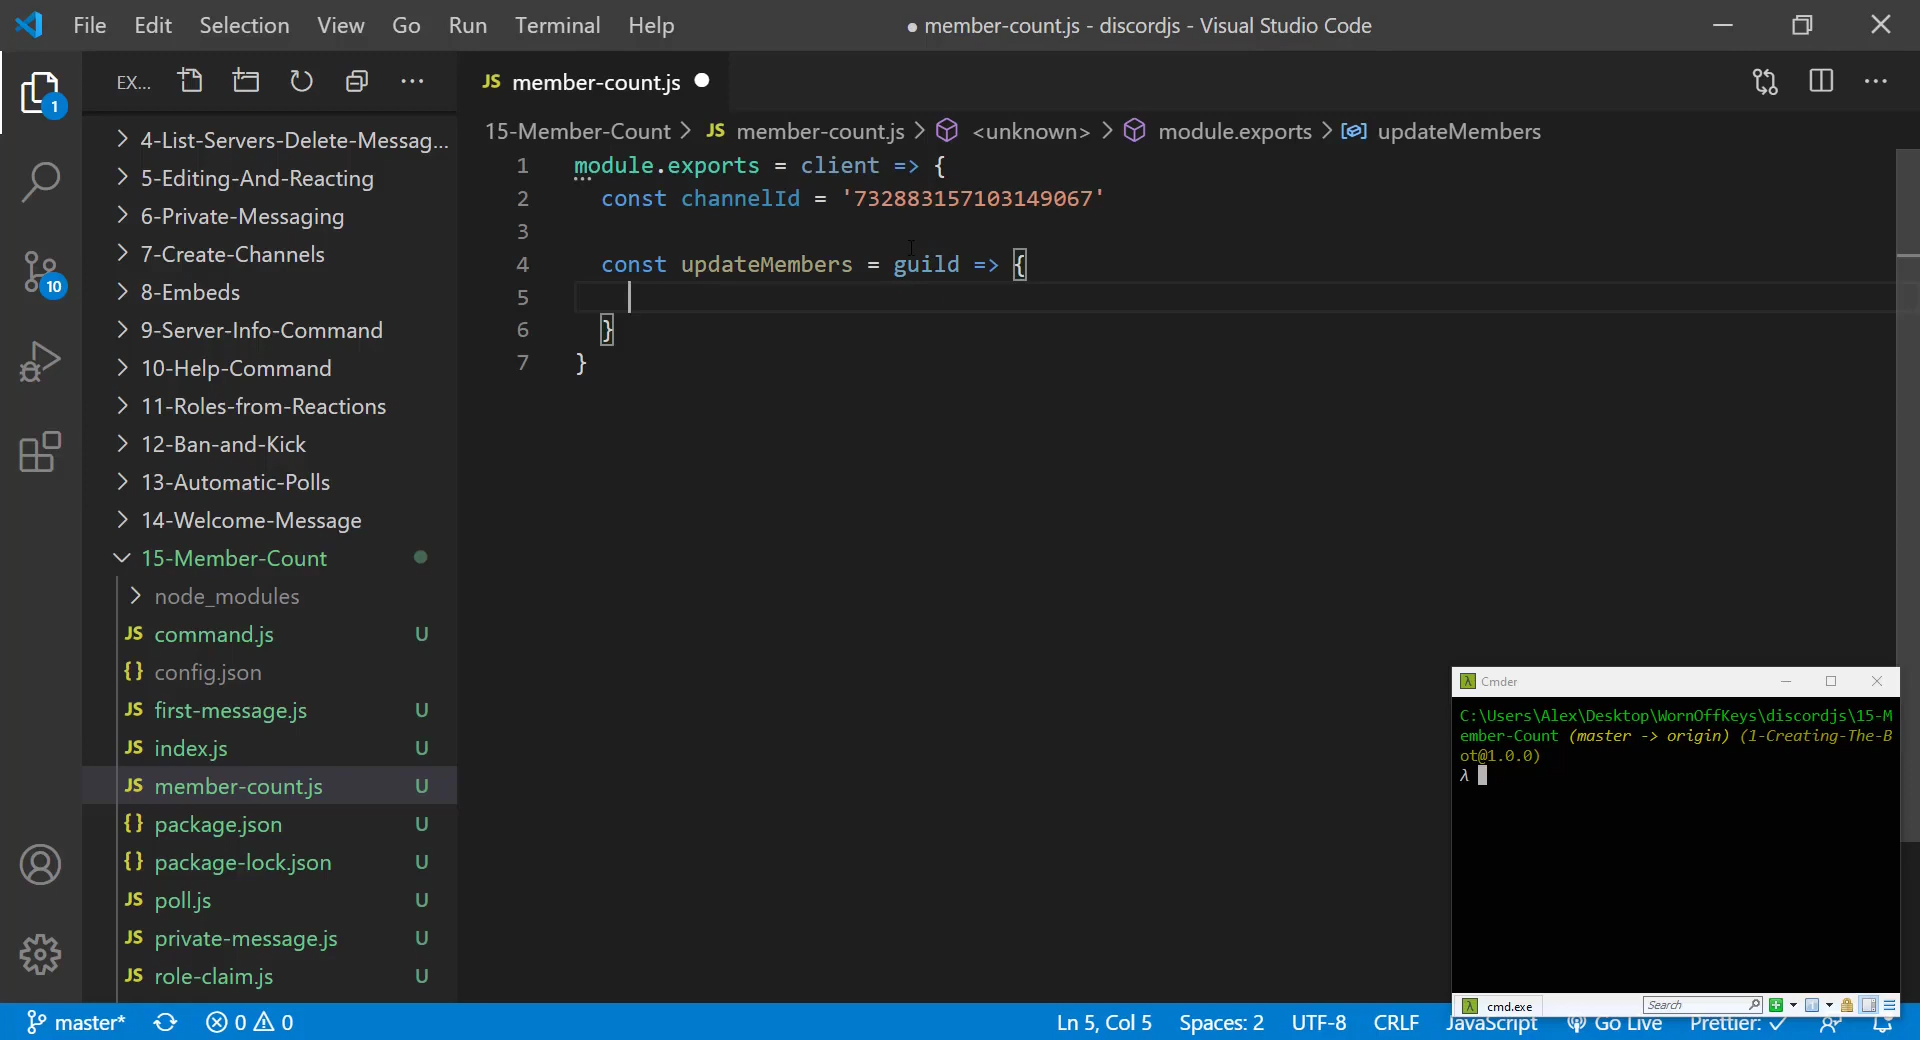 File Edit Selection View Go Run Terminal Help
● member-count.js - discordjs - Visual Studio Code
EX...
JS member-count.js
15-Member-Count > JS member-count.js > <unknown> > module.exports > updateMembers
4-List-Servers-Delete-Messag...
5-Editing-And-Reacting
6-Private-Messaging
7-Create-Channels
8-Embeds
9-Server-Info-Command
10-Help-Command
11-Roles-from-Reactions
12-Ban-and-Kick
13-Automatic-Polls
14-Welcome-Message
15-Member-Count
node_modules
JS command.js U
{} config.json
JS first-message.js U
JS index.js U
JS member-count.js U
{} package.json U
{} package-lock.json U
JS poll.js U
JS private-message.js U
JS role-claim.js U
1
10
1 module.exports = client => {
2 const channelId = '732883157103149067'
3
4 const updateMembers = guild => {
5
6 }
7 }
Cmder
C:\Users\Alex\Desktop\WornOffKeys\discordjs\15-M
ember-Count (master -> origin) (1-Creating-The-B
ot@1.0.0)
λ
cmd.exe Search
master* 0 0 Ln 5, Col 5 Spaces: 2 UTF-8 CRLF JavaScript Go Live Prettier: ✓